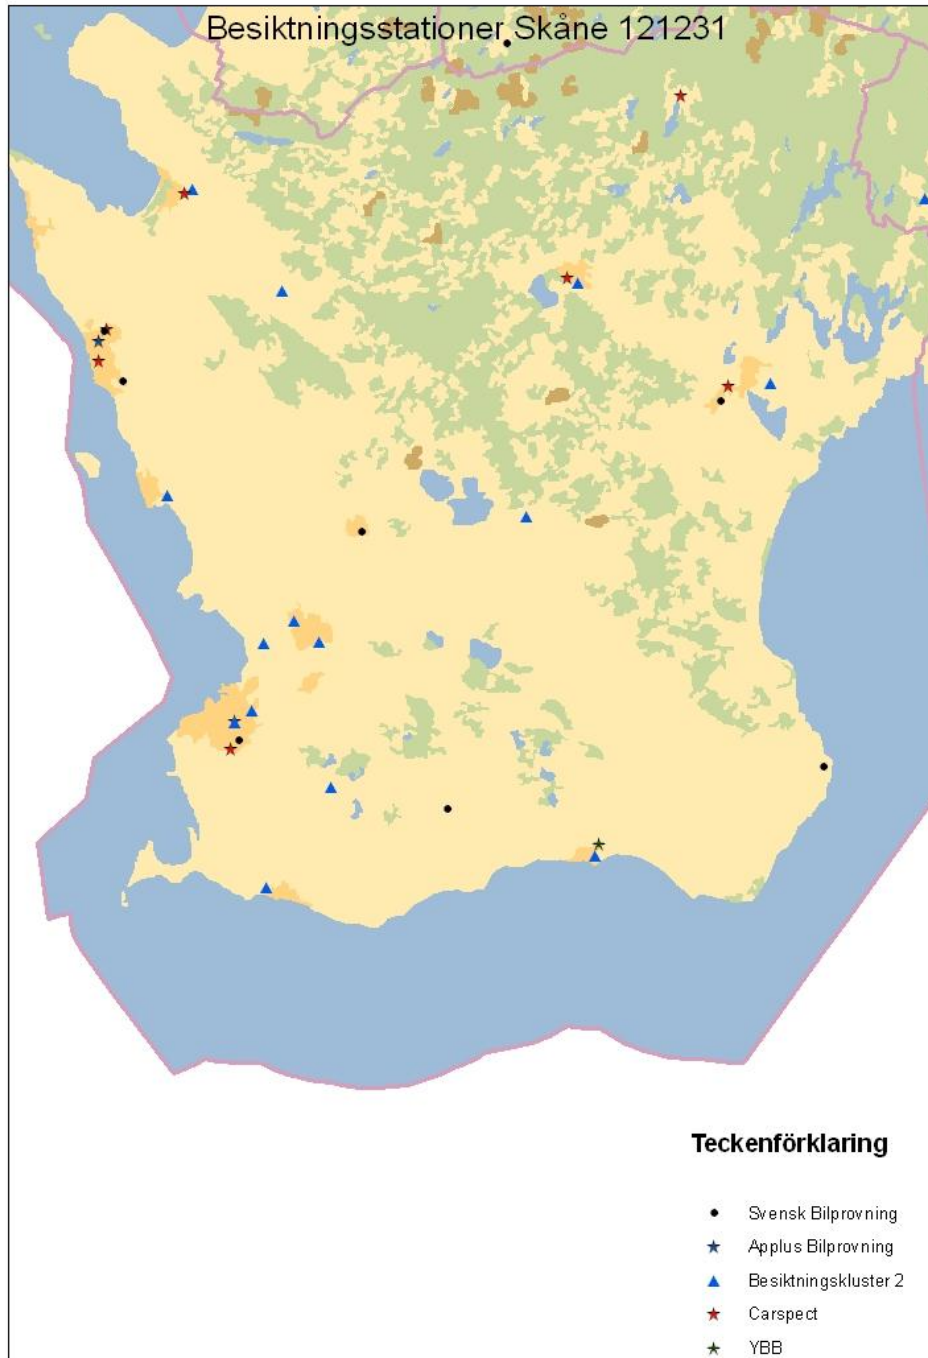 Besiktningsstationer Skåne 121231
Teckenförklaring
Svensk Bilprovning
Applus Bilprovning
Besiktningskluster 2
Carspect
YBB